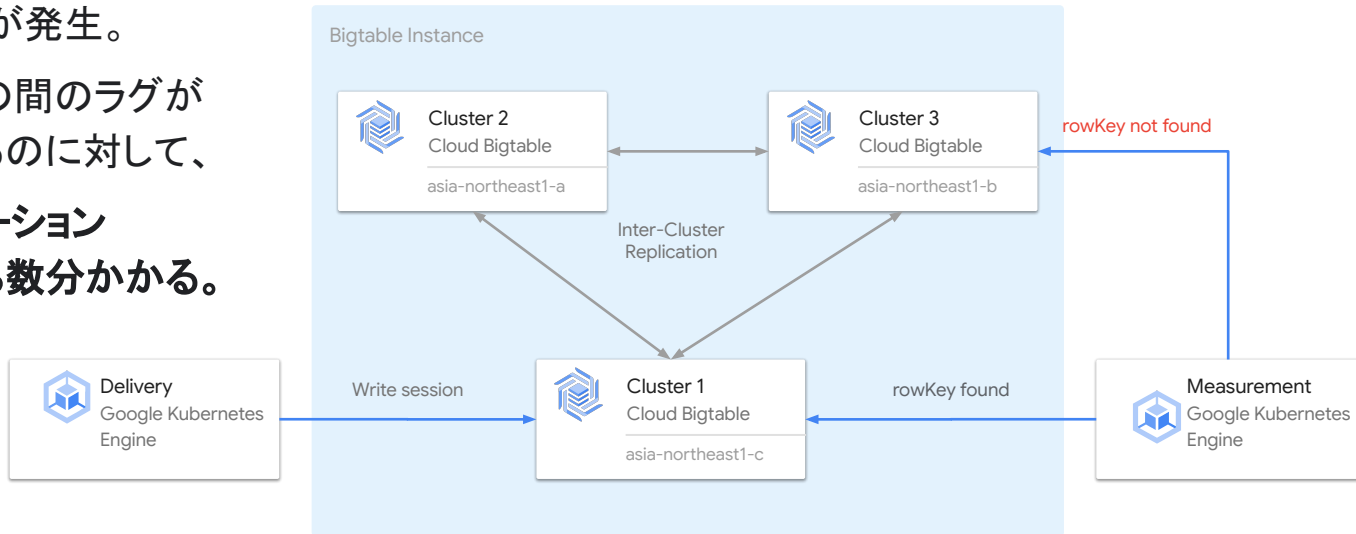 が発生。
の間のラグが
のに対して、
ーション
数分かかる。
Bigtable Instance
Cluster 2
Cloud Bigtable
asia-northeast1-a
Cluster 3
Cloud Bigtable
asia-northeast1-b
rowKey not found
Inter-Cluster
Replication
Delivery
Google Kubernetes
Engine
Write session
Cluster 1
Cloud Bigtable
asia-northeast1-c
rowKey found
Measurement
Google Kubernetes
Engine